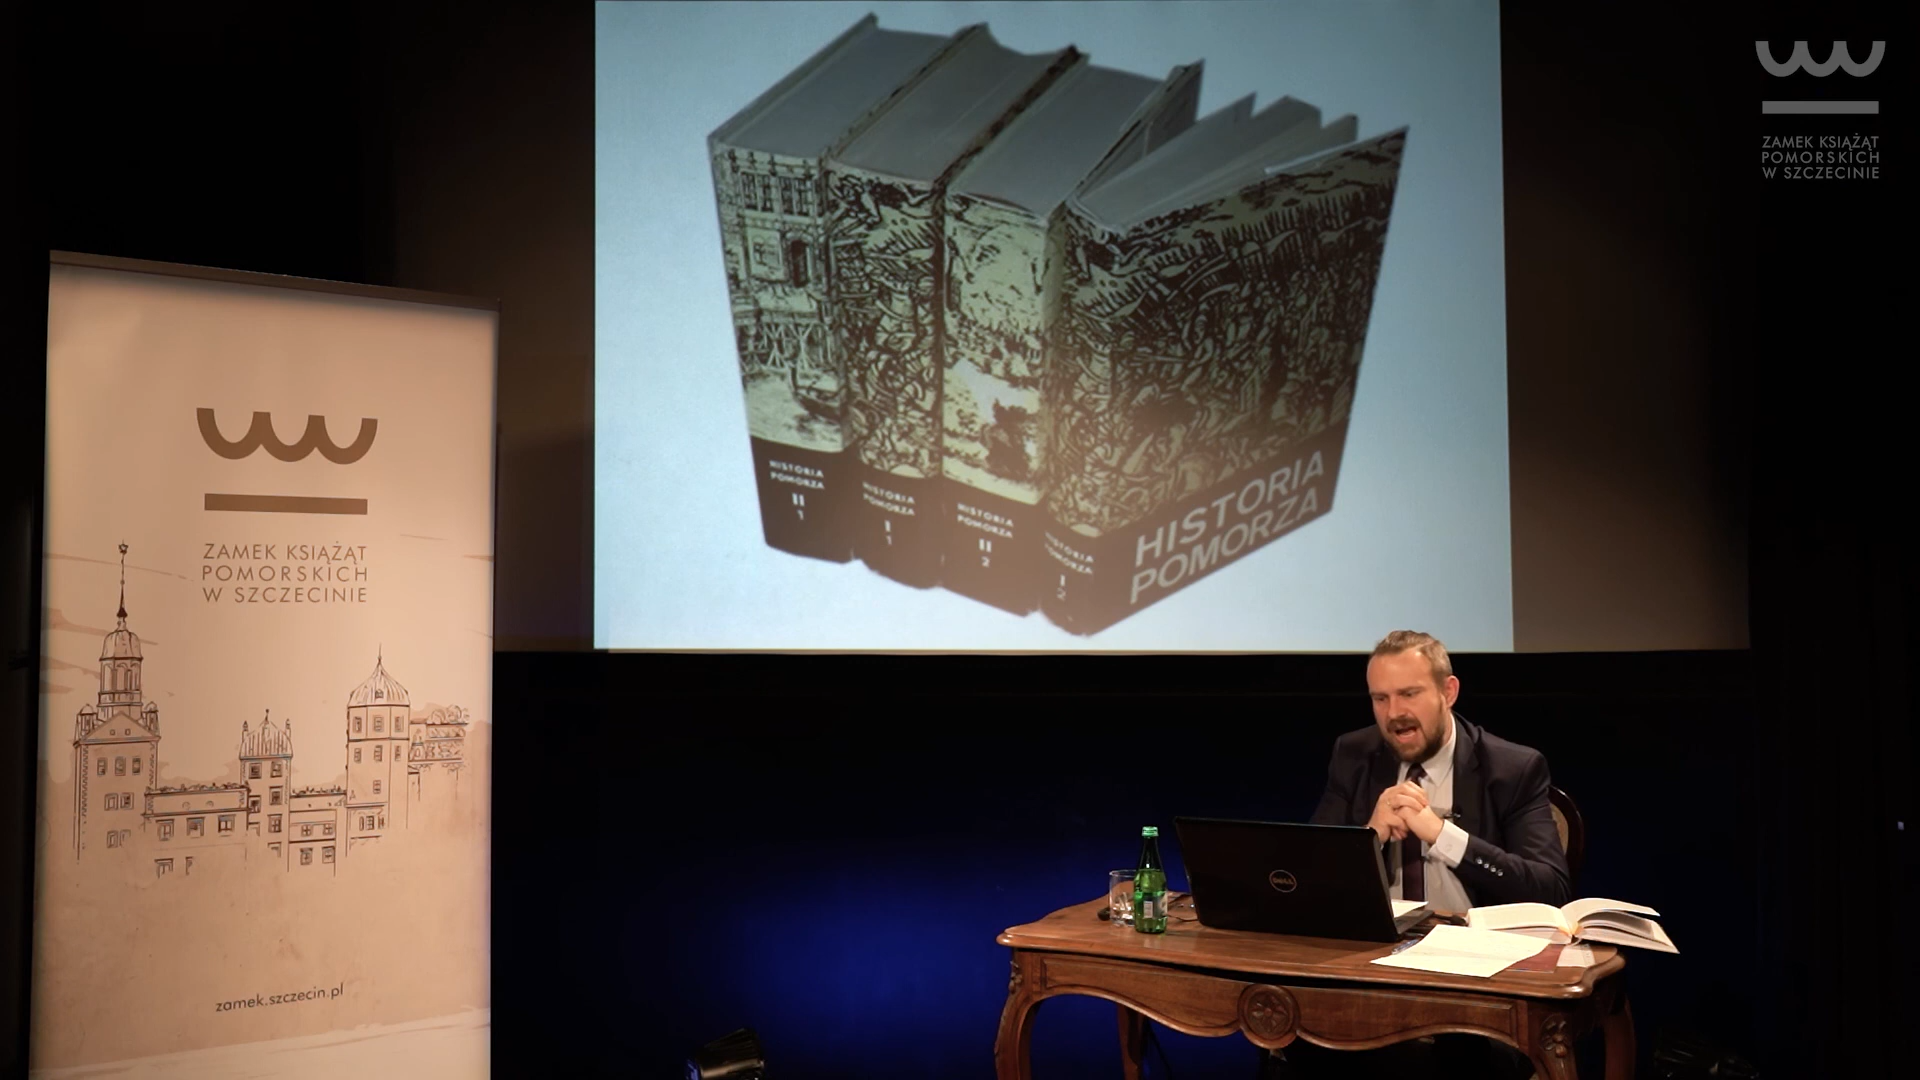 ZAMEK KSIĄŻĄT
POMORSKICH
W SZCZECINIE
HISTORIA
POMORZA
II
1
HISTORIA
POMORZA
I
1
HISTORIA
POMORZA
II
2
HISTORIA
POMORZA
I
2
HISTORIA
POMORZA
ZAMEK KSIĄŻĄT
POMORSKICH
W SZCZECINIE
zamek.szczecin.pl
DELL